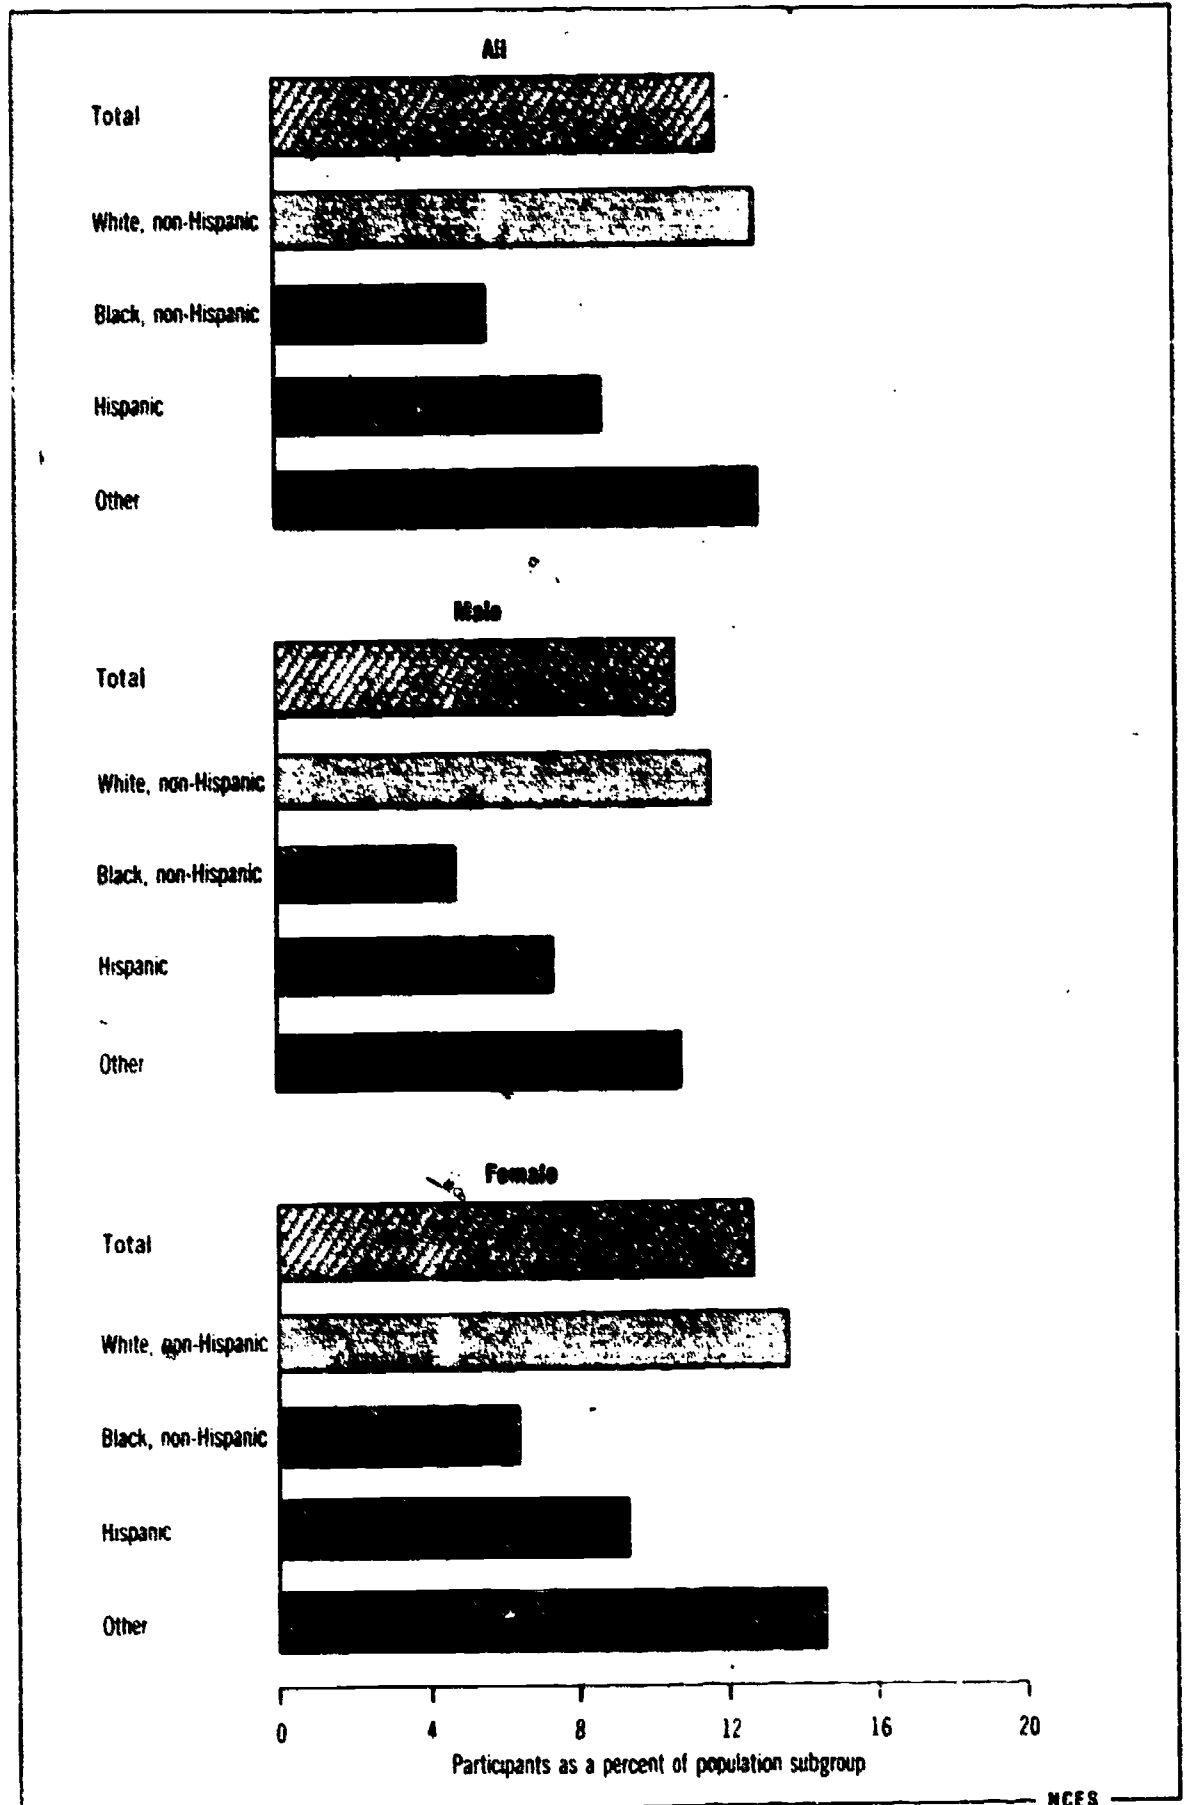 All
Total
White, non-Hispanic
Black, non-Hispanic
Hispanic
Other
Male
Total
White, non-Hispanic
Black, non-Hispanic
Hispanic
Other
Female
Total
White, non-Hispanic
Black, non-Hispanic
Hispanic
Other
0 4 8 12 16 20
Participants as a percent of population subgroup
NCES